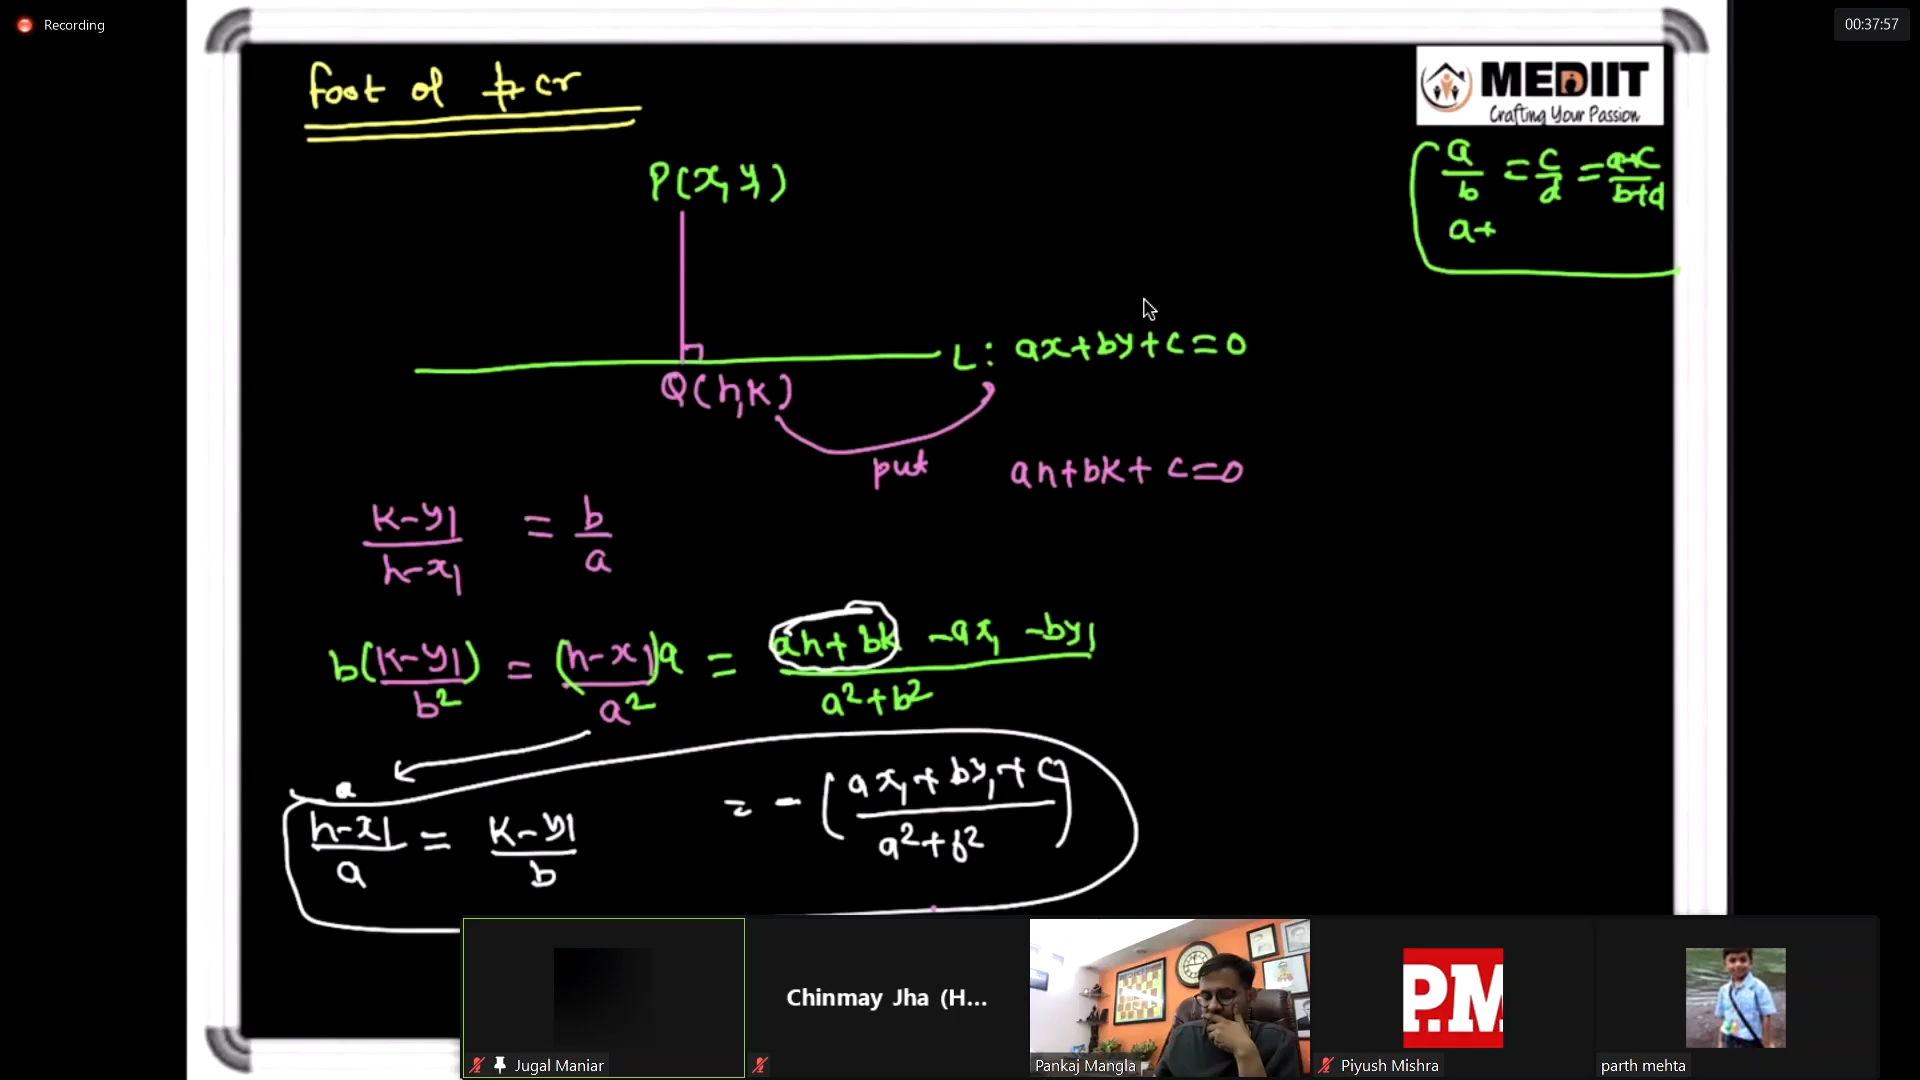 Recording
00:37:57
foot of ⊥cr
MEDIIT
Crafting Your Passion
a/b = c/d = a+c/b+d
a+
P(x₁ y₁)
L: ax+by+c=0
Q(h,k)
put
ah+bk+c=0
k-y₁/h-x₁ = b/a
b(k-y₁)/b² = (h-x₁)a/a² = ah+bk -ax₁ -by₁/a²+b²
a
h-x₁/a = k-y₁/b = -(ax₁+by₁+c/a²+b²)
Chinmay Jha (H...
P.M
Jugal Maniar
Pankaj Mangla
Piyush Mishra
parth mehta